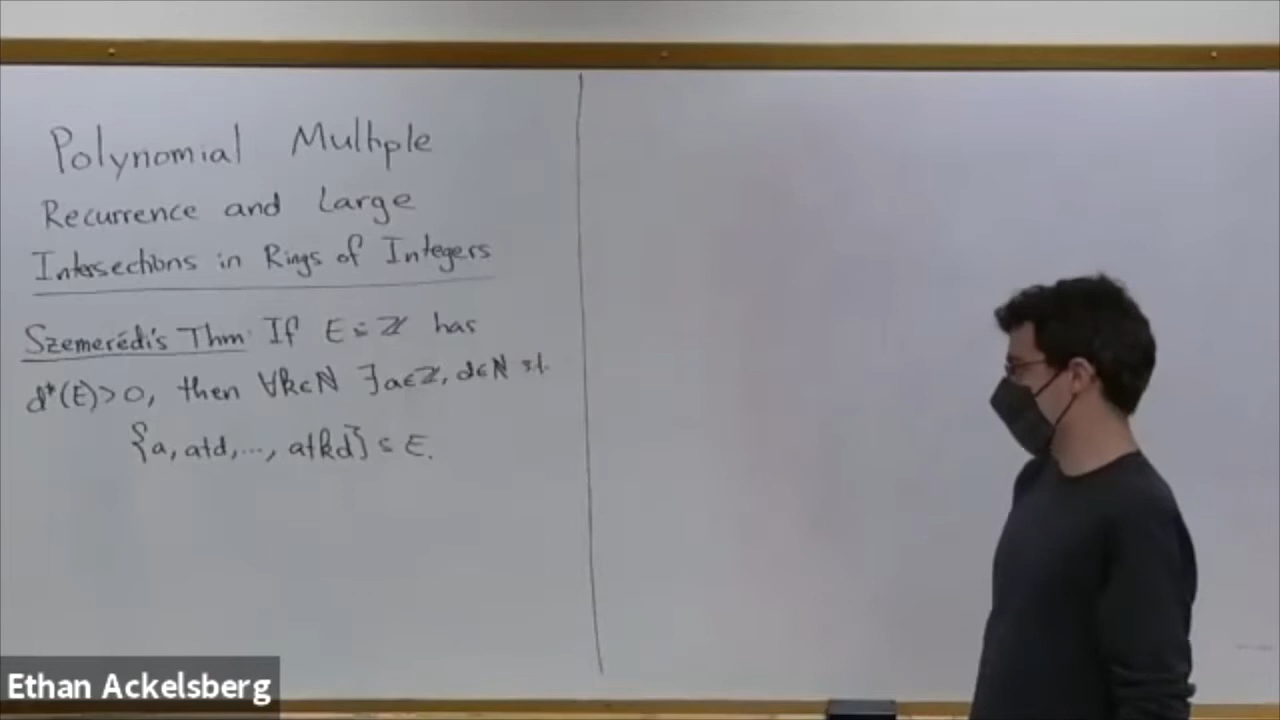 Polynomial Multiple
Recurrence and Large
Intersections in Rings of Integers
Szemerédi's Thm: If E ⊆ ℤ has
d*(E)>0, then ∀k∈ℕ ∃a∈ℤ, d∈ℕ s.t.
{a, a+d, ..., a+kd} ⊆ E.
Ethan Ackelsberg